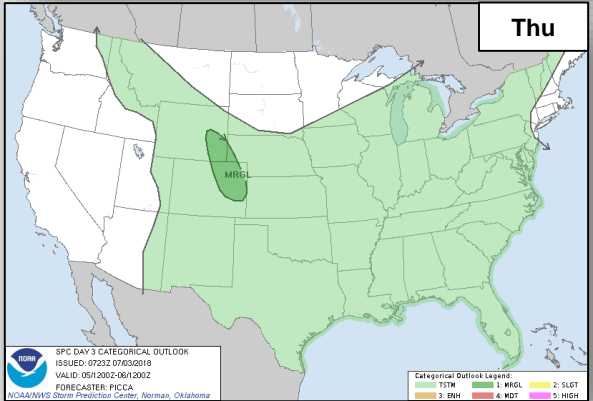 Thu
MRGL
NOAA
SPC DAY 3 CATEGORICAL OUTLOOK
ISSUED: 0723Z 07/03/2018
VALID: 05/1200Z-06/1200Z
FORECASTER: PICCA
NOAA/NWS Storm Prediction Center, Norman, Oklahoma
Categorical Outlook Legend:
TSTM 1: MRGL 2: SLGT
3: ENH 4: MDT 5: HIGH